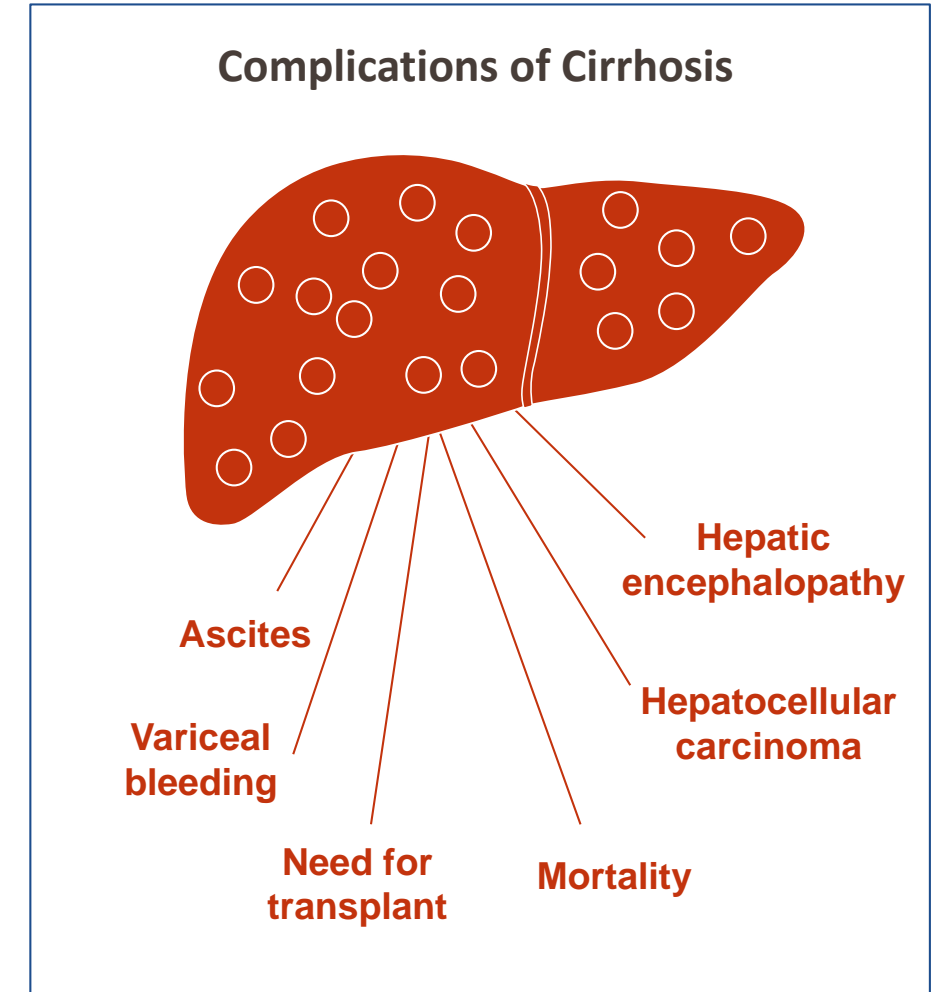 Complications of Cirrhosis
Hepatic
encephalopathy
Ascites
Hepatocellular
carcinoma
Variceal
bleeding
Need for
transplant
Mortality